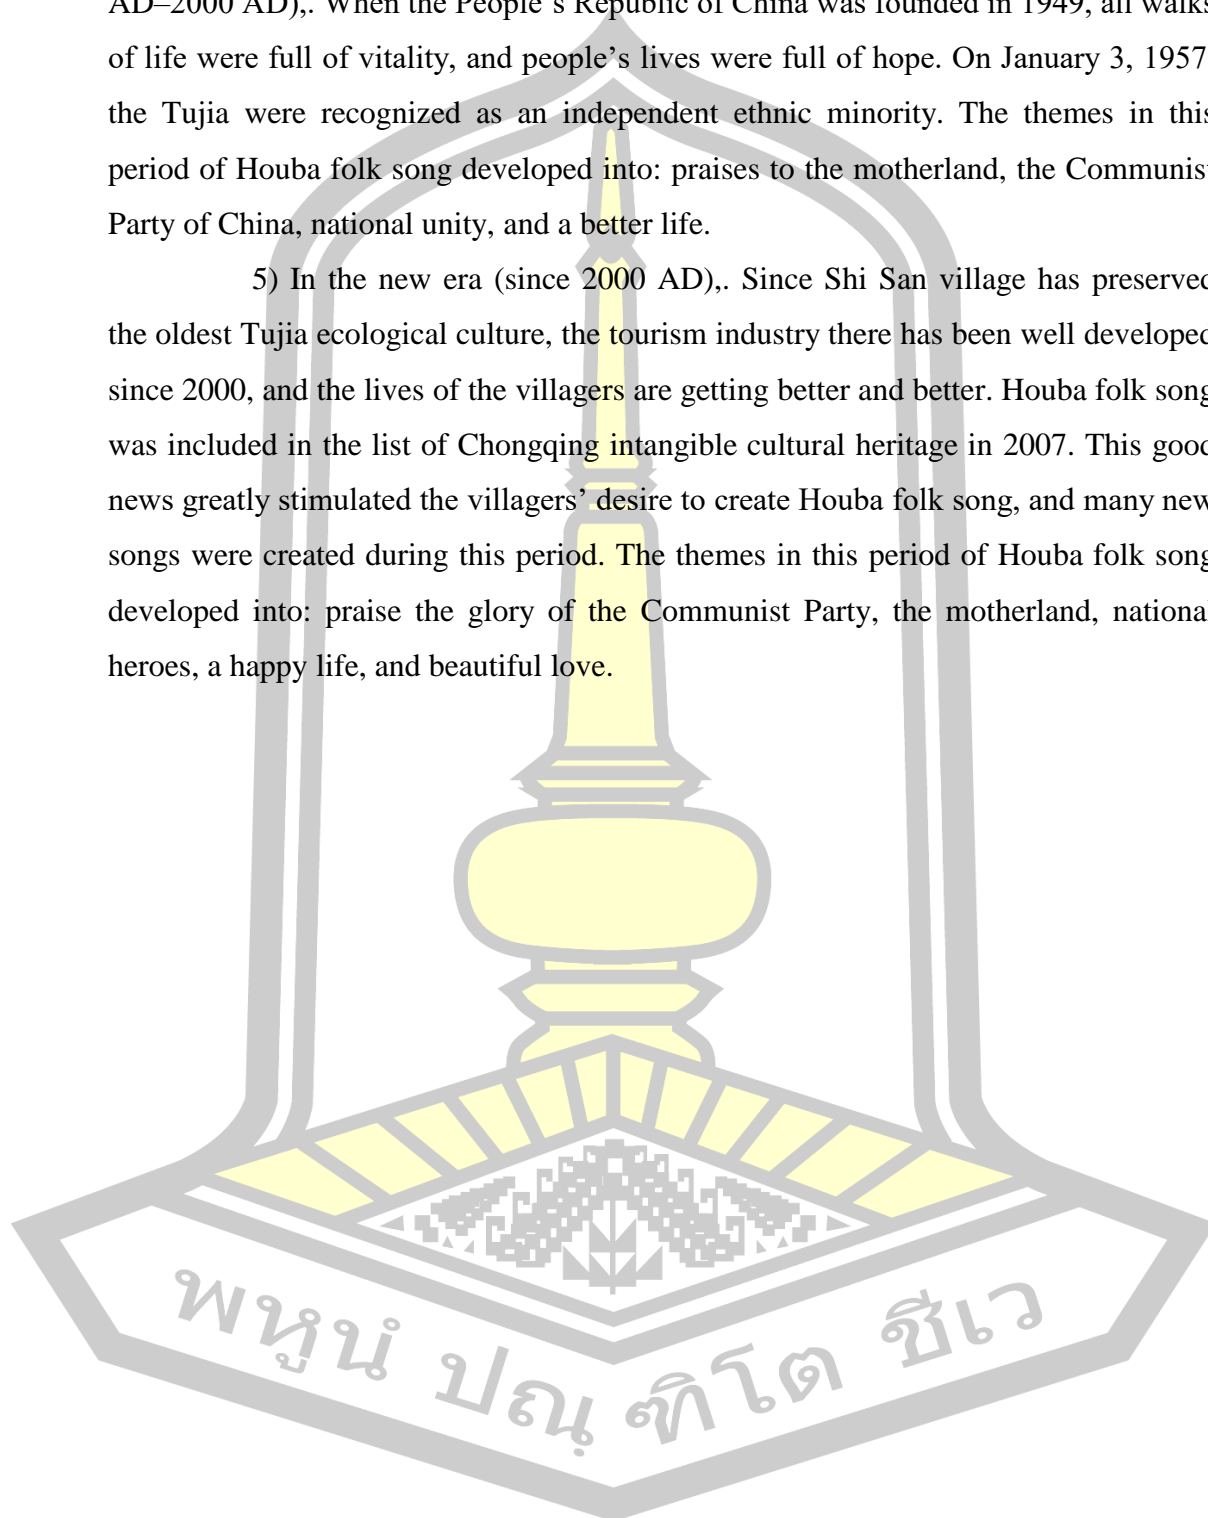 AD–2000 AD),. When the People’s Republic of China was founded in 1949, all walks
of life were full of vitality, and people’s lives were full of hope. On January 3, 1957,
the Tujia were recognized as an independent ethnic minority. The themes in this
period of Houba folk song developed into: praises to the motherland, the Communist
Party of China, national unity, and a better life.
5) In the new era (since 2000 AD),. Since Shi San village has preserved
the oldest Tujia ecological culture, the tourism industry there has been well developed
since 2000, and the lives of the villagers are getting better and better. Houba folk song
was included in the list of Chongqing intangible cultural heritage in 2007. This good
news greatly stimulated the villagers’ desire to create Houba folk song, and many new
songs were created during this period. The themes in this period of Houba folk song
developed into: praise the glory of the Communist Party, the motherland, national
heroes, a happy life, and beautiful love.
พหูนํ ปณฺฑิโต ชีเว